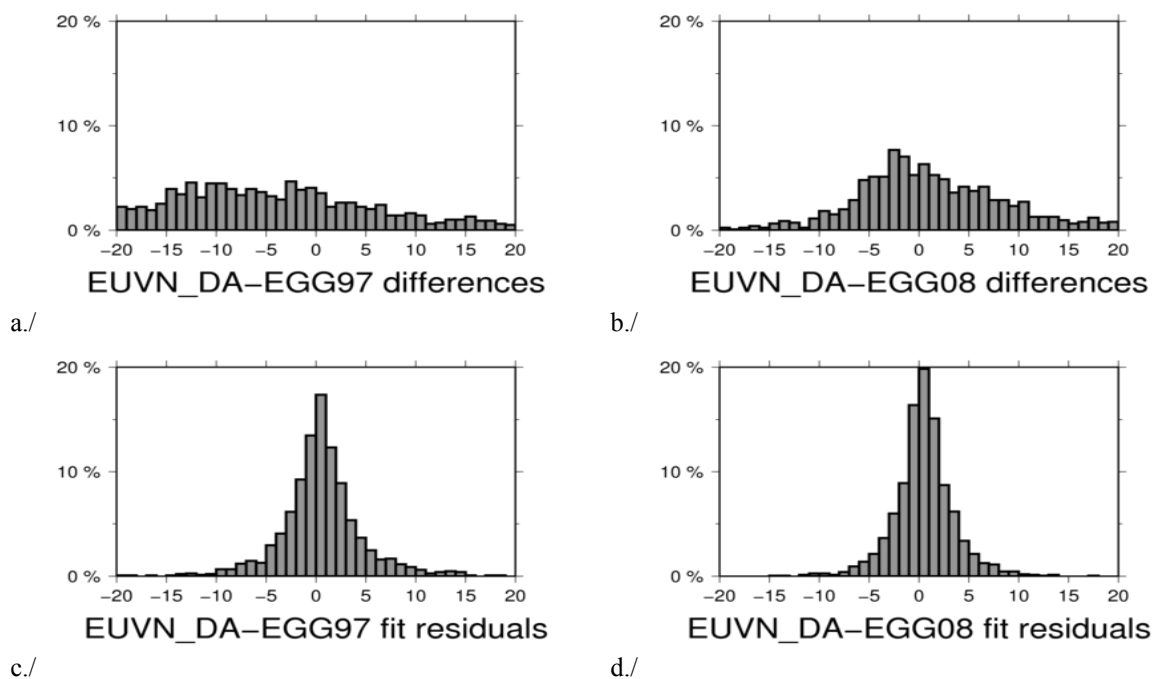 20 %
10 %
0 %
−20 −15 −10 −5 0 5 10 15 20
EUVN_DA−EGG97 differences
a./
20 %
10 %
0 %
−20 −15 −10 −5 0 5 10 15 20
EUVN_DA−EGG08 differences
b./
20 %
10 %
0 %
−20 −15 −10 −5 0 5 10 15 20
EUVN_DA−EGG97 fit residuals
c./
20 %
10 %
0 %
−20 −15 −10 −5 0 5 10 15 20
EUVN_DA−EGG08 fit residuals
d./